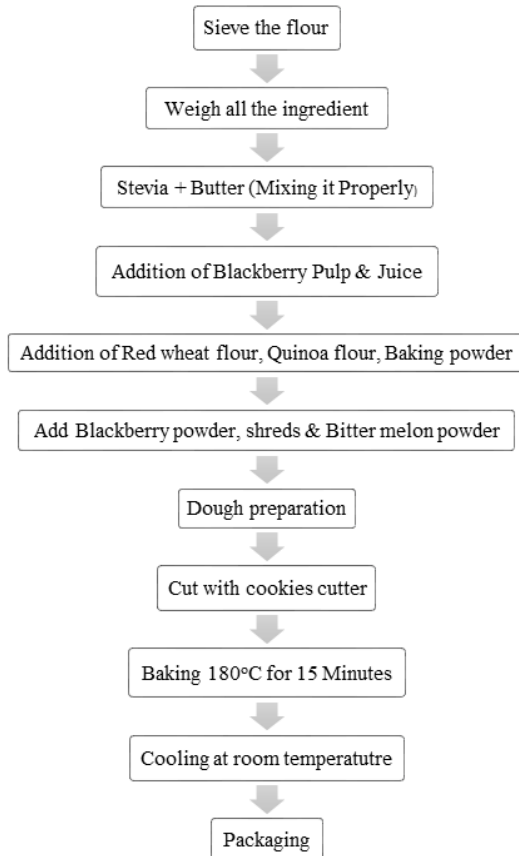 Sieve the flour
Weigh all the ingredient
Stevia + Butter (Mixing it Properly)
Addition of Blackberry Pulp & Juice
Addition of Red wheat flour, Quinoa flour, Baking powder
Add Blackberry powder, shreds & Bitter melon powder
Dough preparation
Cut with cookies cutter
Baking 180°C for 15 Minutes
Cooling at room temperatutre
Packaging